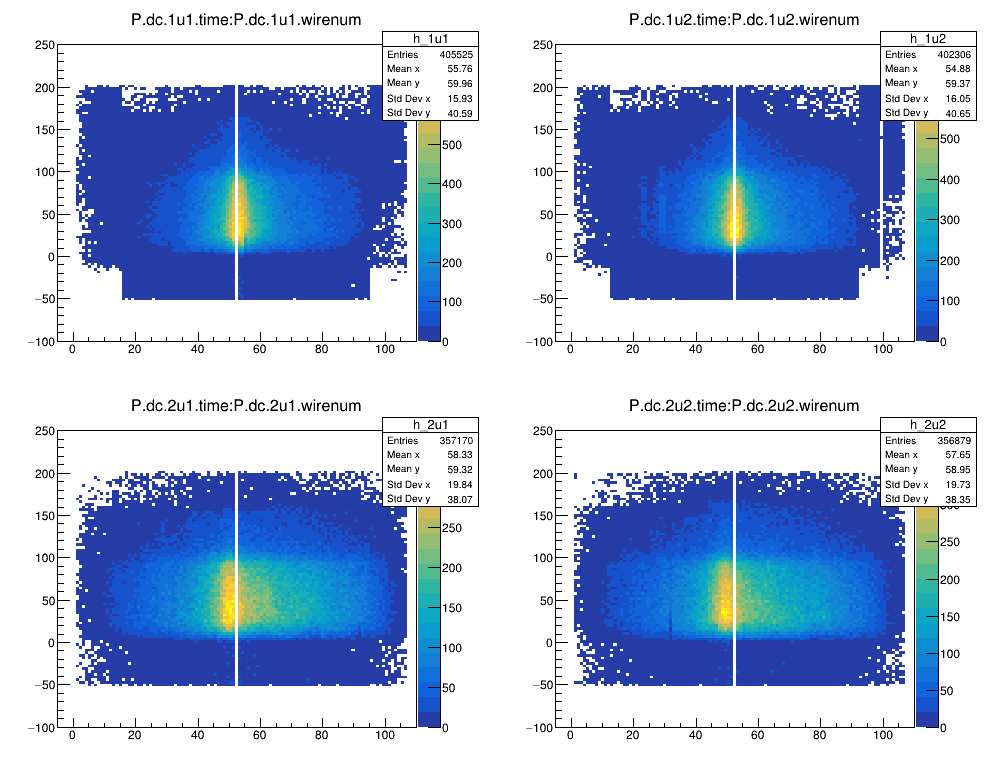 P.dc.1u1.time:P.dc.1u1.wirenum
h_1u1
Entries 405525
Mean x 55.76
Mean y 59.96
Std Dev x 15.93
Std Dev y 40.59
250
200
150
100
50
0
−50
−100
0 20 40 60 80 100
500
400
300
200
100
0
P.dc.1u2.time:P.dc.1u2.wirenum
h_1u2
Entries 402306
Mean x 54.88
Mean y 59.37
Std Dev x 16.05
Std Dev y 40.65
250
200
150
100
50
0
−50
−100
0 20 40 60 80 100
500
400
300
200
100
0
P.dc.2u1.time:P.dc.2u1.wirenum
h_2u1
Entries 357170
Mean x 58.33
Mean y 59.32
Std Dev x 19.84
Std Dev y 38.07
250
200
150
100
50
0
−50
−100
0 20 40 60 80 100
250
200
150
100
50
0
P.dc.2u2.time:P.dc.2u2.wirenum
h_2u2
Entries 356879
Mean x 57.65
Mean y 58.95
Std Dev x 19.73
Std Dev y 38.35
250
200
150
100
50
0
−50
−100
0 20 40 60 80 100
250
200
150
100
50
0